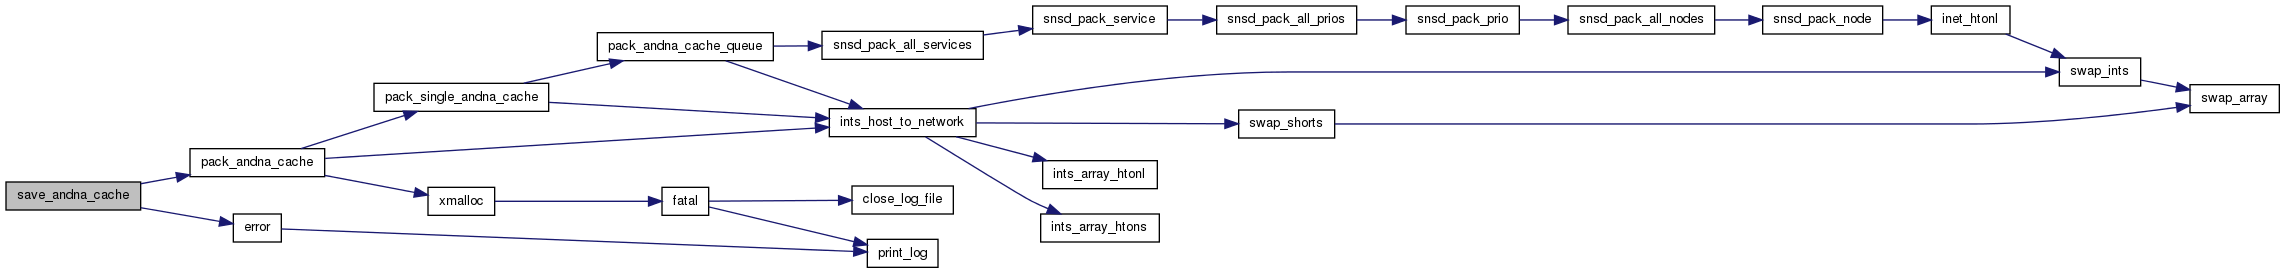 save_andna_cache
pack_andna_cache
error
pack_single_andna_cache
xmalloc
pack_andna_cache_queue
fatal
snsd_pack_all_services
ints_host_to_network
close_log_file
print_log
snsd_pack_service
ints_array_htonl
ints_array_htons
snsd_pack_all_prios
swap_shorts
snsd_pack_prio
snsd_pack_all_nodes
snsd_pack_node
inet_htonl
swap_ints
swap_array